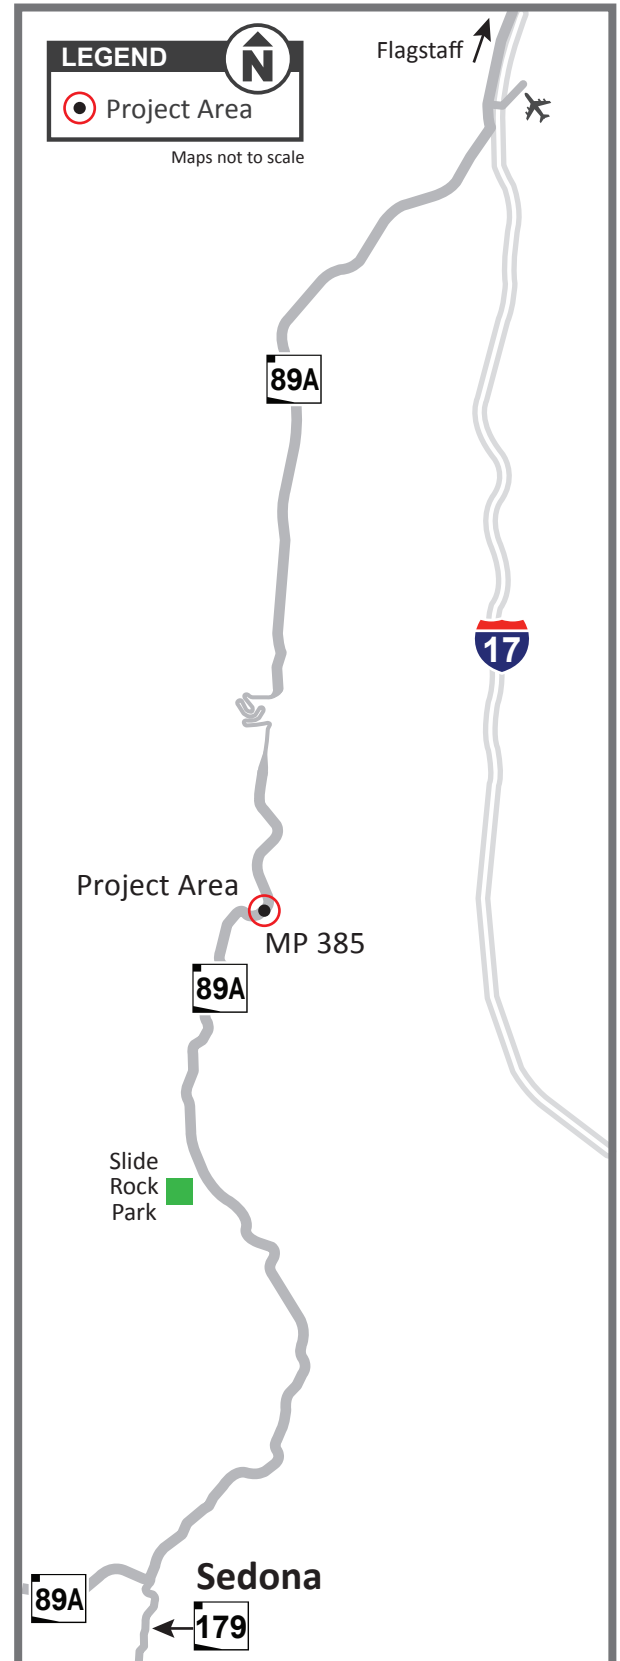 LEGEND
N
Project Area
Maps not to scale
Flagstaff
89A
17
Project Area
MP 385
89A
Slide
Rock
Park
Sedona
89A
179